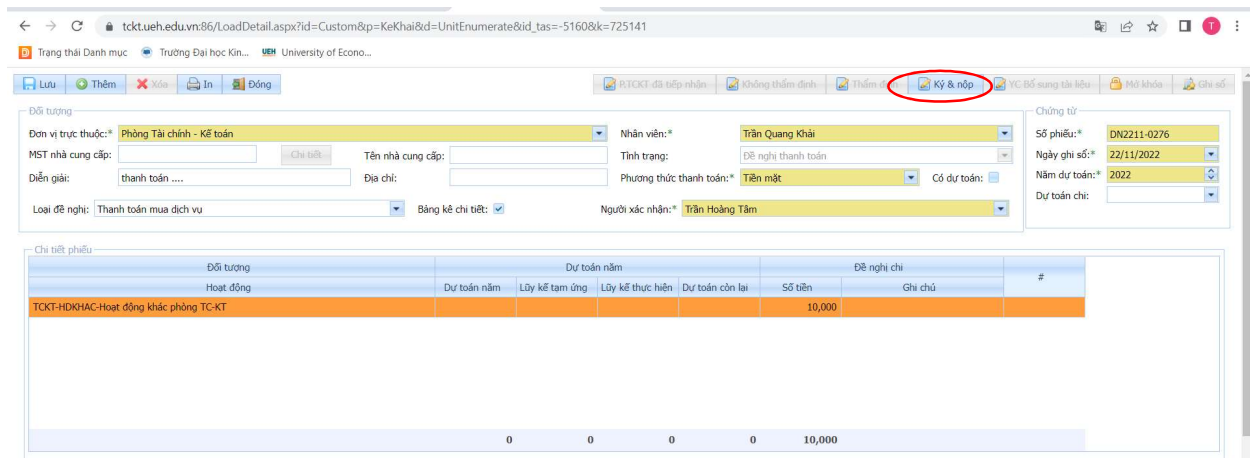 tckt.ueh.edu.vn:86/LoadDetail.aspx?id=Custom&p=KeKhai&d=UnitEnumerate&id_tas=-5160&k=725141
T
Trạng thái Danh mục Trường Đại học Kin... UEH University of Econo...
Lưu Thêm Xóa In Đóng P.TCKT đã tiếp nhận Không thẩm định Thẩm định Ký & nộp YC Bổ sung tài liệu Mở khóa Ghi sổ
Đối tượng Chứng từ
Đơn vị trực thuộc:* Phòng Tài chính - Kế toán Nhân viên:* Trần Quang Khải Số phiếu:* DN2211-0276
MST nhà cung cấp: Chi tiết Tên nhà cung cấp: Tình trạng: Đề nghị thanh toán Ngày ghi sổ:* 22/11/2022
Diễn giải: thanh toán .... Địa chỉ: Phương thức thanh toán:* Tiền mặt Có dự toán: Năm dự toán:* 2022
Dự toán chi:
Loại đề nghị: Thanh toán mua dịch vụ Bảng kê chi tiết: Người xác nhận:* Trần Hoàng Tâm
Chi tiết phiếu
Đối tượng Dự toán năm Đề nghị chi #
Hoạt động Dự toán năm Lũy kế tạm ứng Lũy kế thực hiện Dự toán còn lại Số tiền Ghi chú
TCKT-HDKHAC-Hoạt động khác phòng TC-KT 10,000
0 0 0 0 10,000